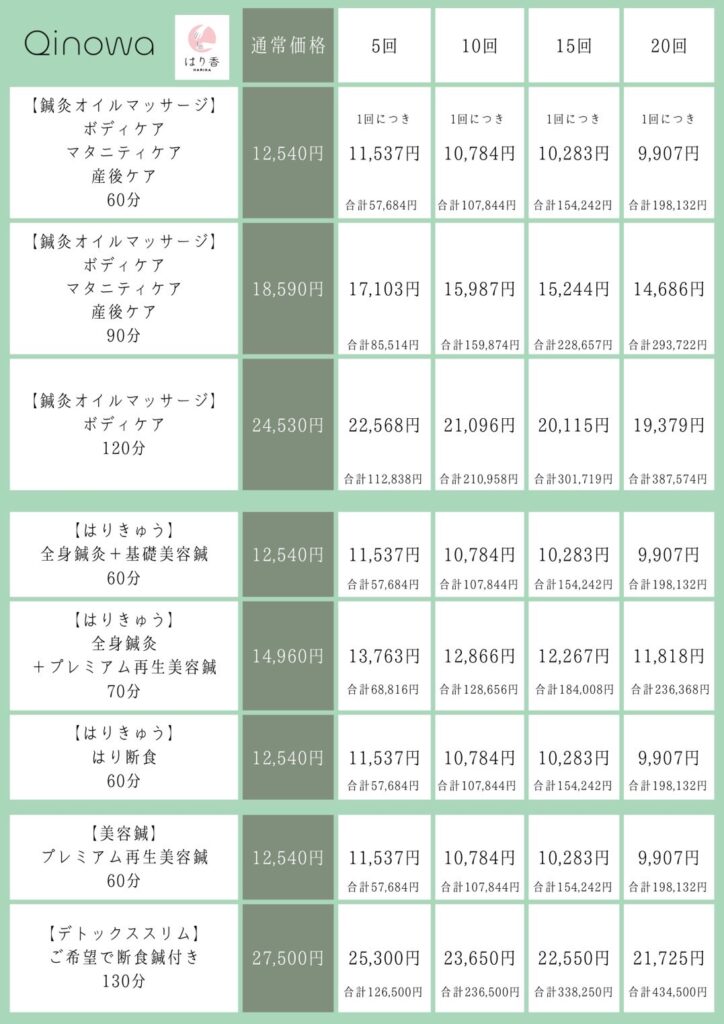 Qinowa
はり香
HARIKA
通常価格
5回
10回
15回
20回
【鍼灸オイルマッサージ】
ボディケア
マタニティケア
産後ケア
60分
12,540円
1回につき
11,537円
合計57,684円
1回につき
10,784円
合計107,844円
1回につき
10,283円
合計154,242円
1回につき
9,907円
合計198,132円
【鍼灸オイルマッサージ】
ボディケア
マタニティケア
産後ケア
90分
18,590円
17,103円
合計85,514円
15,987円
合計159,874円
15,244円
合計228,657円
14,686円
合計293,722円
【鍼灸オイルマッサージ】
ボディケア
120分
24,530円
22,568円
合計112,838円
21,096円
合計210,958円
20,115円
合計301,719円
19,379円
合計387,574円
【はりきゅう】
全身鍼灸＋基礎美容鍼
60分
12,540円
11,537円
合計57,684円
10,784円
合計107,844円
10,283円
合計154,242円
9,907円
合計198,132円
【はりきゅう】
全身鍼灸
＋プレミアム再生美容鍼
70分
14,960円
13,763円
合計68,816円
12,866円
合計128,656円
12,267円
合計184,008円
11,818円
合計236,368円
【はりきゅう】
はり断食
60分
12,540円
11,537円
合計57,684円
10,784円
合計107,844円
10,283円
合計154,242円
9,907円
合計198,132円
【美容鍼】
プレミアム再生美容鍼
60分
12,540円
11,537円
合計57,684円
10,784円
合計107,844円
10,283円
合計154,242円
9,907円
合計198,132円
【デトックススリム】
ご希望で断食鍼付き
130分
27,500円
25,300円
合計126,500円
23,650円
合計236,500円
22,550円
合計338,250円
21,725円
合計434,500円